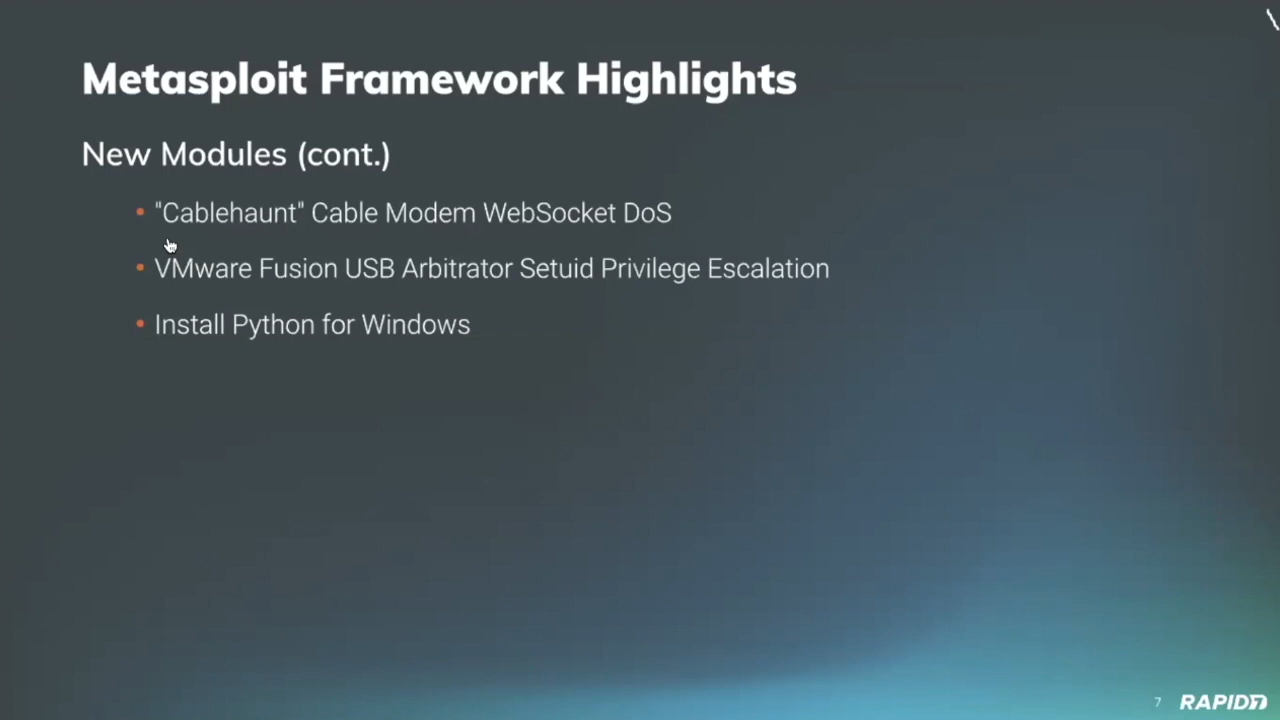 Metasploit Framework Highlights
New Modules (cont.)
• "Cablehaunt" Cable Modem WebSocket DoS
• VMware Fusion USB Arbitrator Setuid Privilege Escalation
• Install Python for Windows
7
RAPID7